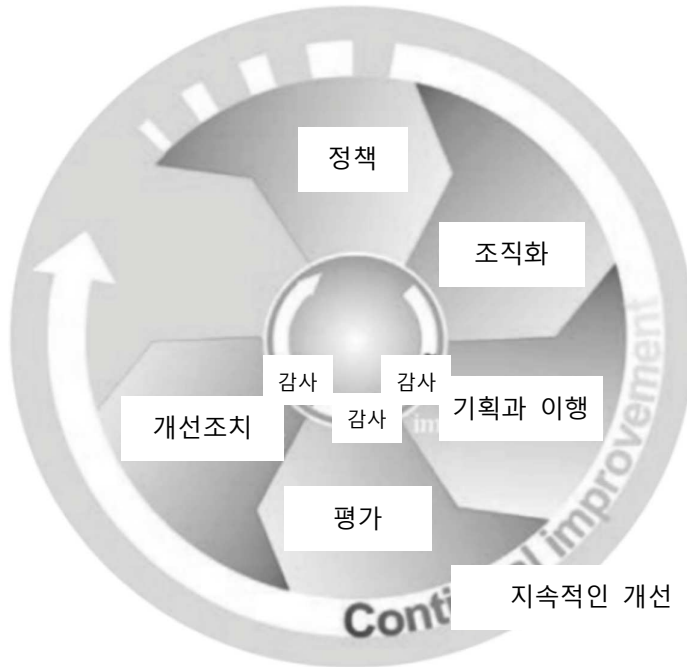 정책
조직화
감사
감사
감사
기획과 이행
개선조치
평가
지속적인 개선
improvement